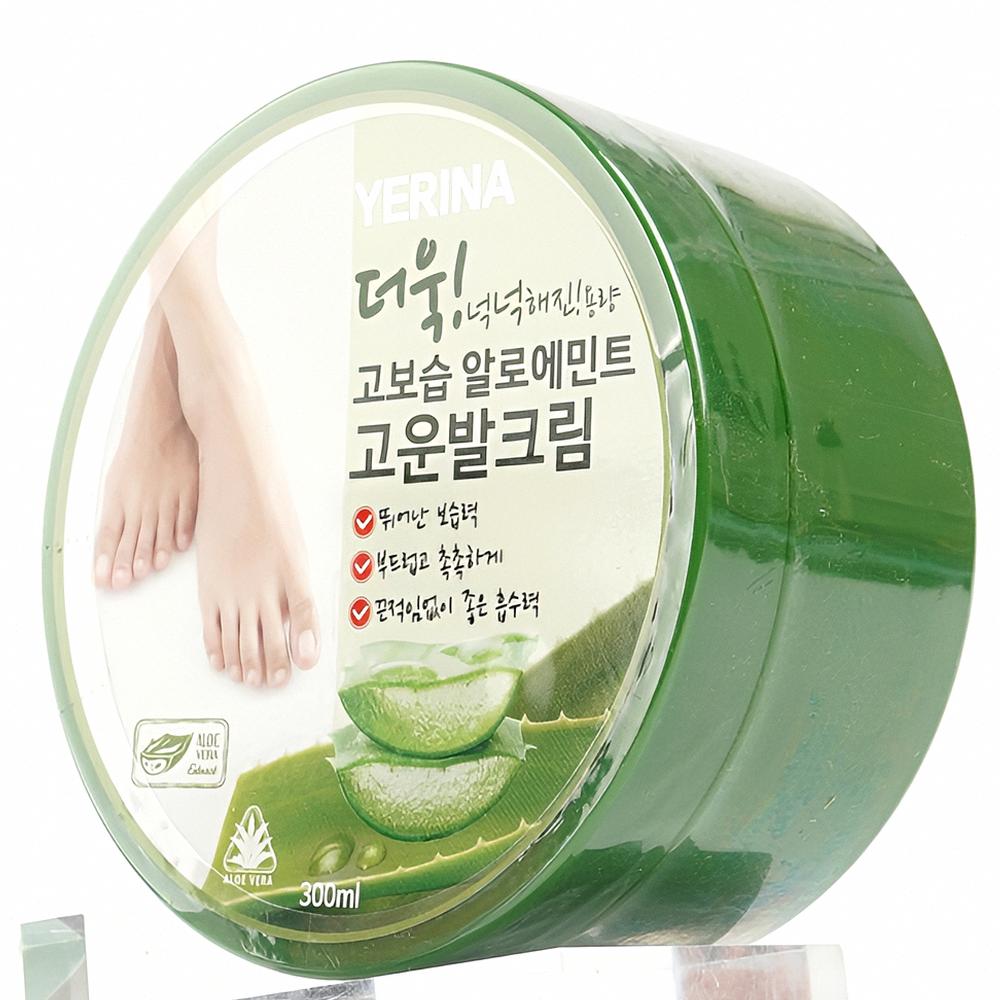 YERINA
더욱! 넉넉해진! 용량
고보습 알로에민트
고운발크림
뛰어난 보습력
부드럽고 촉촉하게
끈적임없이 좋은 흡수력
ALOE
VERA
Extract
ALOE VERA
300ml